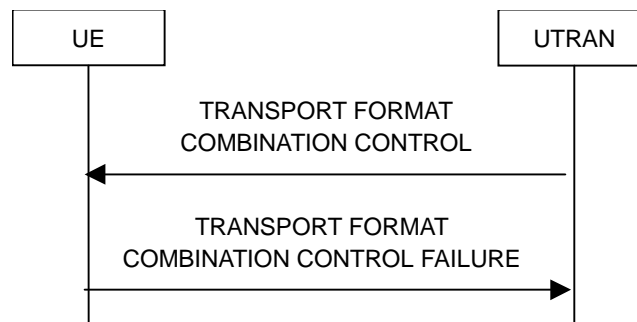 UE
UTRAN
TRANSPORT FORMAT
COMBINATION CONTROL
TRANSPORT FORMAT
COMBINATION CONTROL FAILURE